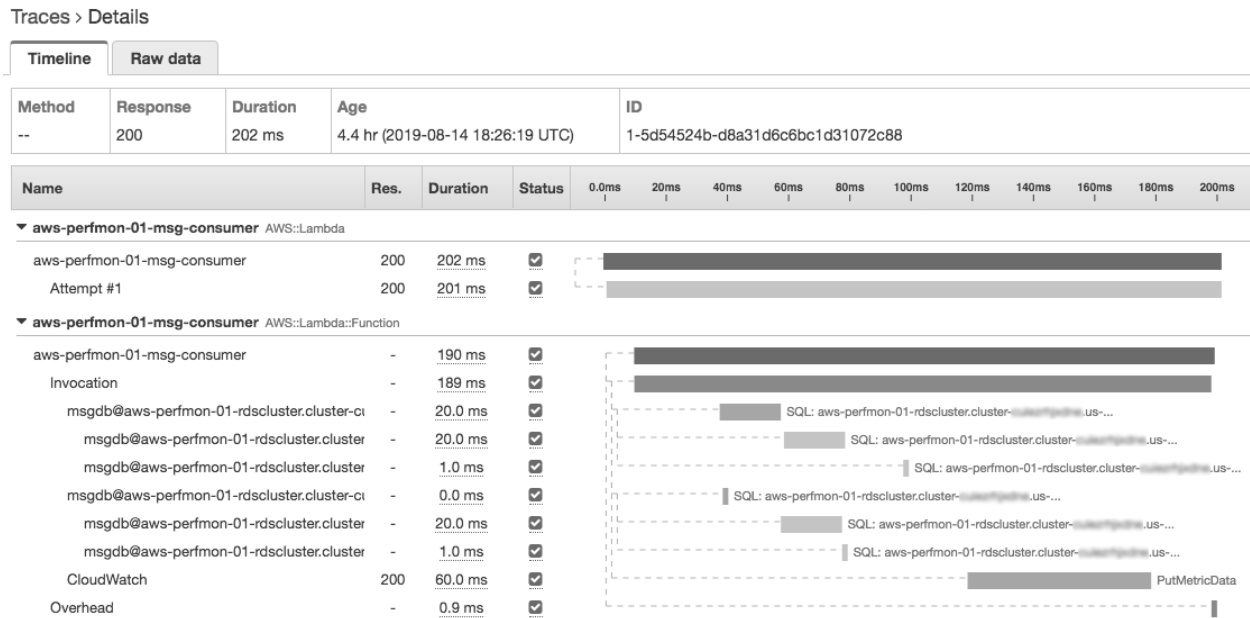 Traces > Details
Timeline Raw data
Method Response Duration Age ID
-- 200 202 ms 4.4 hr (2019-08-14 18:26:19 UTC) 1-5d54524b-d8a31d6c6bc1d31072c88
Name Res. Duration Status 0.0ms 20ms 40ms 60ms 80ms 100ms 120ms 140ms 160ms 180ms 200ms
aws-perfmon-01-msg-consumer AWS::Lambda
aws-perfmon-01-msg-consumer 200 202 ms
Attempt #1 200 201 ms
aws-perfmon-01-msg-consumer AWS::Lambda::Function
aws-perfmon-01-msg-consumer - 190 ms
Invocation - 189 ms
msgdb@aws-perfmon-01-rdscluster.cluster-cu - 20.0 ms SQL: aws-perfmon-01-rdscluster.cluster- .us-...
msgdb@aws-perfmon-01-rdscluster.cluster - 20.0 ms SQL: aws-perfmon-01-rdscluster.cluster- .us-...
msgdb@aws-perfmon-01-rdscluster.cluster - 1.0 ms SQL: aws-perfmon-01-rdscluster.cluster- .us-...
msgdb@aws-perfmon-01-rdscluster.cluster-cu - 0.0 ms SQL: aws-perfmon-01-rdscluster.cluster- .us-...
msgdb@aws-perfmon-01-rdscluster.cluster - 20.0 ms SQL: aws-perfmon-01-rdscluster.cluster- .us-...
msgdb@aws-perfmon-01-rdscluster.cluster - 1.0 ms SQL: aws-perfmon-01-rdscluster.cluster- .us-...
CloudWatch 200 60.0 ms PutMetricData
Overhead - 0.9 ms